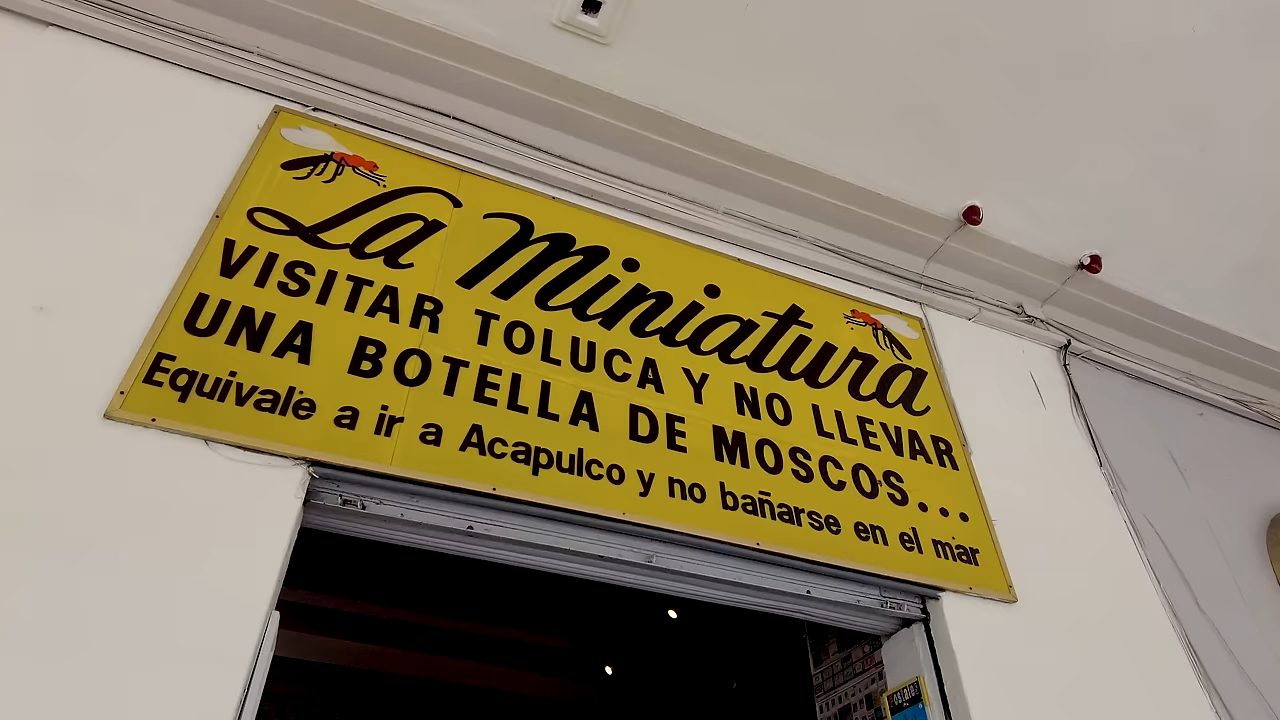 La Miniatura
VISITAR TOLUCA Y NO LLEVAR
UNA BOTELLA DE MOSCOS...
Equivale a ir a Acapulco y no bañarse en el mar